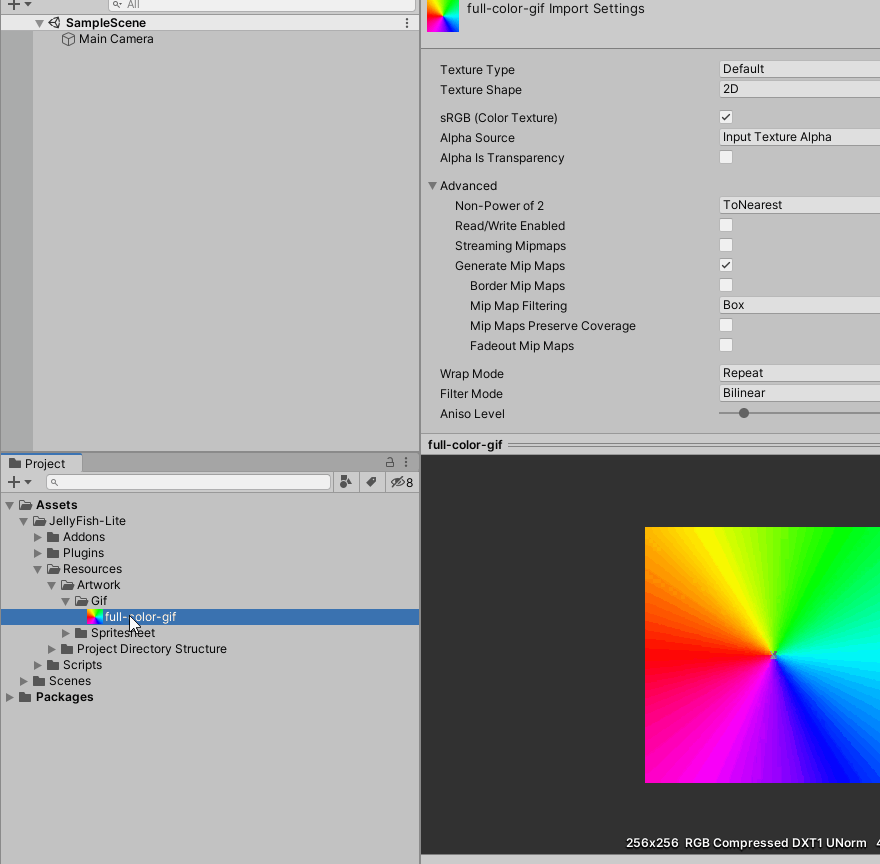 All
SampleScene
Main Camera
full-color-gif Import Settings
Texture Type Default
Texture Shape 2D
sRGB (Color Texture)
Alpha Source Input Texture Alpha
Alpha Is Transparency
Advanced
Non-Power of 2 ToNearest
Read/Write Enabled
Streaming Mipmaps
Generate Mip Maps
Border Mip Maps
Mip Map Filtering Box
Mip Maps Preserve Coverage
Fadeout Mip Maps
Wrap Mode Repeat
Filter Mode Bilinear
Aniso Level
full-color-gif
Project
8
Assets
JellyFish-Lite
Addons
Plugins
Resources
Artwork
Gif
full-color-gif
Spritesheet
Project Directory Structure
Scripts
Scenes
Packages
256x256 RGB Compressed DXT1 UNorm